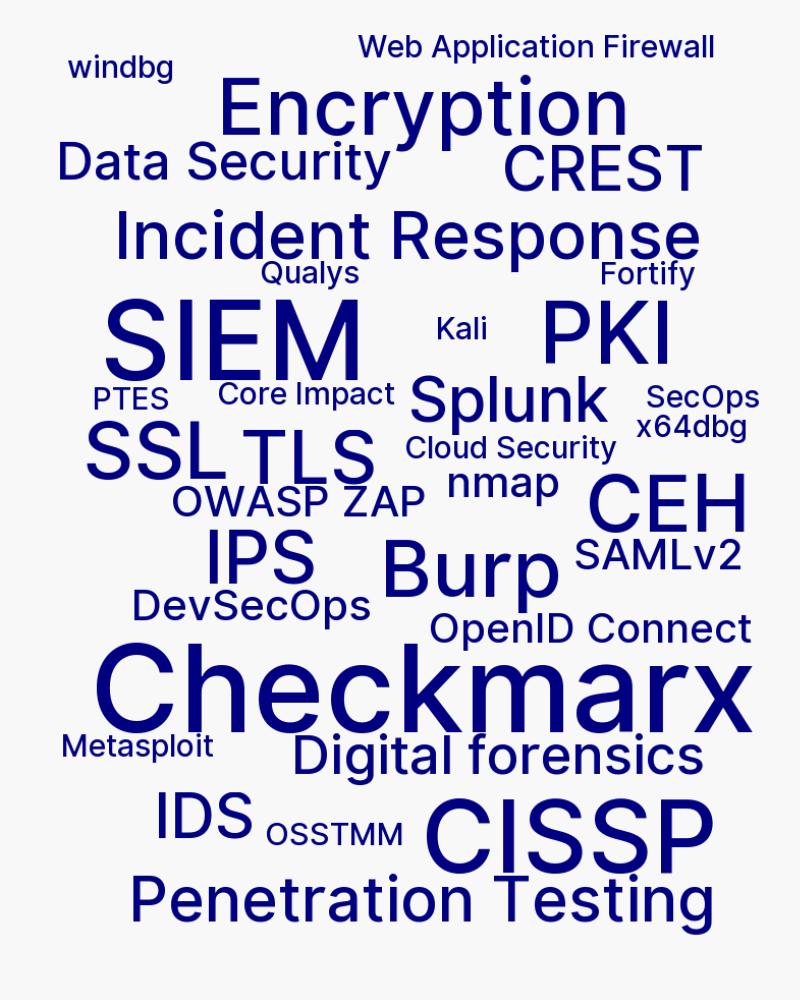 Web Application Firewall
windbg
Encryption
Data Security
CREST
Incident Response
Qualys
Fortify
SIEM
Kali
PKI
PTES
Core Impact
Splunk
SecOps
x64dbg
SSL
TLS
Cloud Security
nmap
OWASP ZAP
CEH
IPS
Burp
SAMLv2
DevSecOps
OpenID Connect
Checkmarx
Metasploit
Digital forensics
IDS
OSSTMM
CISSP
Penetration Testing